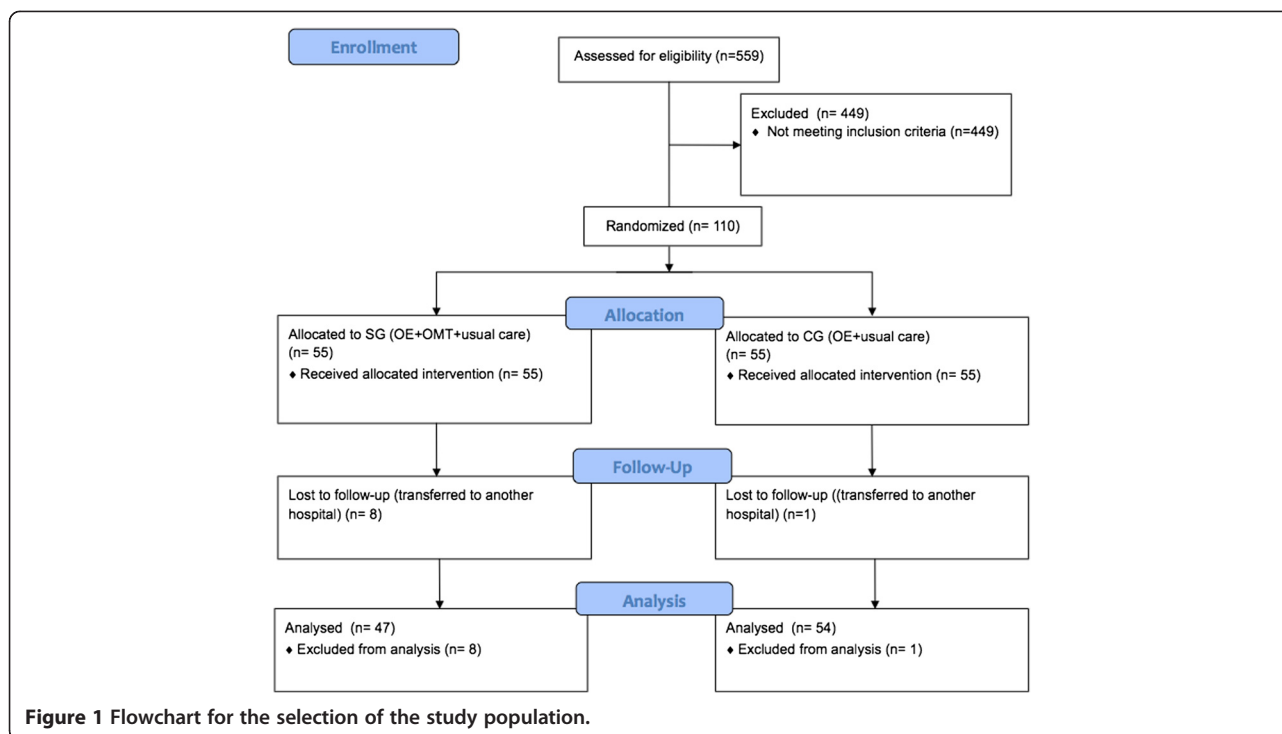 Enrollment
Assessed for eligibility (n=559)
Excluded (n= 449)
♦ Not meeting inclusion criteria (n=449)
Randomized (n= 110)
Allocation
Allocated to SG (OE+OMT+usual care)
(n= 55)
♦ Received allocated intervention (n= 55)
Allocated to CG (OE+usual care)
(n= 55)
♦ Received allocated intervention (n= 55)
Follow-Up
Lost to follow-up (transferred to another
hospital) (n= 8)
Lost to follow-up ((transferred to another
hospital) (n=1)
Analysis
Analysed (n= 47)
♦ Excluded from analysis (n= 8)
Analysed (n= 54)
♦ Excluded from analysis (n= 1)
Figure 1 Flowchart for the selection of the study population.